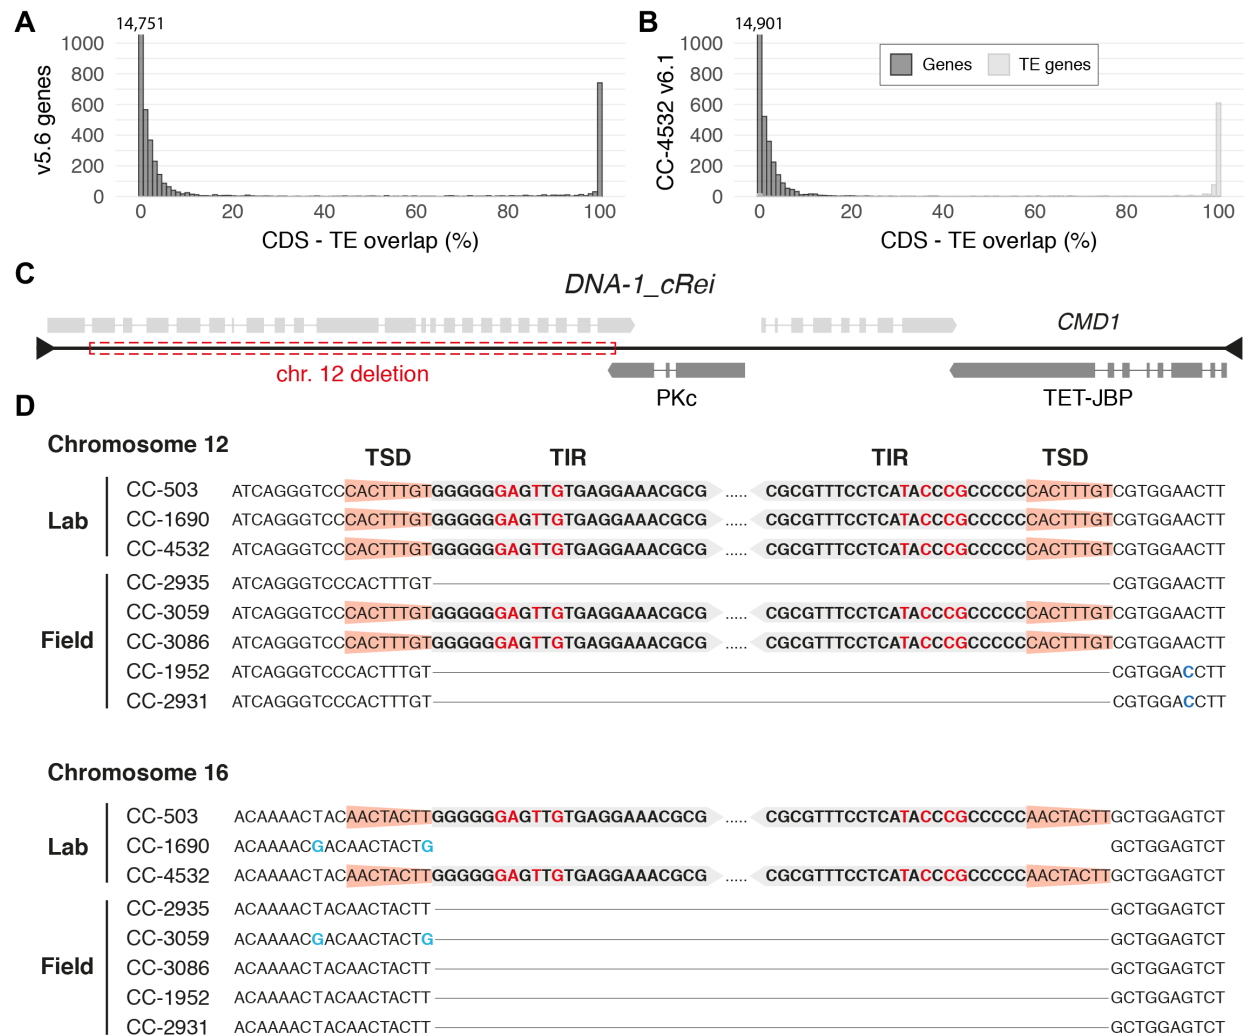 A
14,751
v5.6 genes
1000
800
600
400
200
0
0 20 40 60 80 100
CDS - TE overlap (%)
B
14,901
CC-4532 v6.1
1000
800
600
400
200
0
Genes TE genes
0 20 40 60 80 100
CDS - TE overlap (%)
C
DNA-1_cRei
CMD1
chr. 12 deletion
PKc
TET-JBP
D
Chromosome 12
TSD TIR TIR TSD
Lab
CC-503 ATCAGGGTCCCACTTTGTGGGGGGAGTTGTGAGGAAACGCG ..... CGCGTTTCCTCATACCCGCCCCCCACTTTGTCGTGGAACTT
CC-1690 ATCAGGGTCCCACTTTGTGGGGGGAGTTGTGAGGAAACGCG ..... CGCGTTTCCTCATACCCGCCCCCCACTTTGTCGTGGAACTT
CC-4532 ATCAGGGTCCCACTTTGTGGGGGGAGTTGTGAGGAAACGCG ..... CGCGTTTCCTCATACCCGCCCCCCACTTTGTCGTGGAACTT
Field
CC-2935 ATCAGGGTCCCACTTTGT CGTGGAACTT
CC-3059 ATCAGGGTCCCACTTTGTGGGGGGAGTTGTGAGGAAACGCG ..... CGCGTTTCCTCATACCCGCCCCCCACTTTGTCGTGGAACTT
CC-3086 ATCAGGGTCCCACTTTGTGGGGGGAGTTGTGAGGAAACGCG ..... CGCGTTTCCTCATACCCGCCCCCCACTTTGTCGTGGAACTT
CC-1952 ATCAGGGTCCCACTTTGT CGTGGACCTT
CC-2931 ATCAGGGTCCCACTTTGT CGTGGACCTT
Chromosome 16
Lab
CC-503 ACAAAACTACAACTACTTGGGGGGAGTTGTGAGGAAACGCG ..... CGCGTTTCCTCATACCCGCCCCCAACTACTTGCTGGAGTCT
CC-1690 ACAAAACGACAACTACTG GCTGGAGTCT
CC-4532 ACAAAACTACAACTACTTGGGGGGAGTTGTGAGGAAACGCG ..... CGCGTTTCCTCATACCCGCCCCCAACTACTTGCTGGAGTCT
Field
CC-2935 ACAAAACTACAACTACTT GCTGGAGTCT
CC-3059 ACAAAACGACAACTACTG GCTGGAGTCT
CC-3086 ACAAAACTACAACTACTT GCTGGAGTCT
CC-1952 ACAAAACTACAACTACTT GCTGGAGTCT
CC-2931 ACAAAACTACAACTACTT GCTGGAGTCT